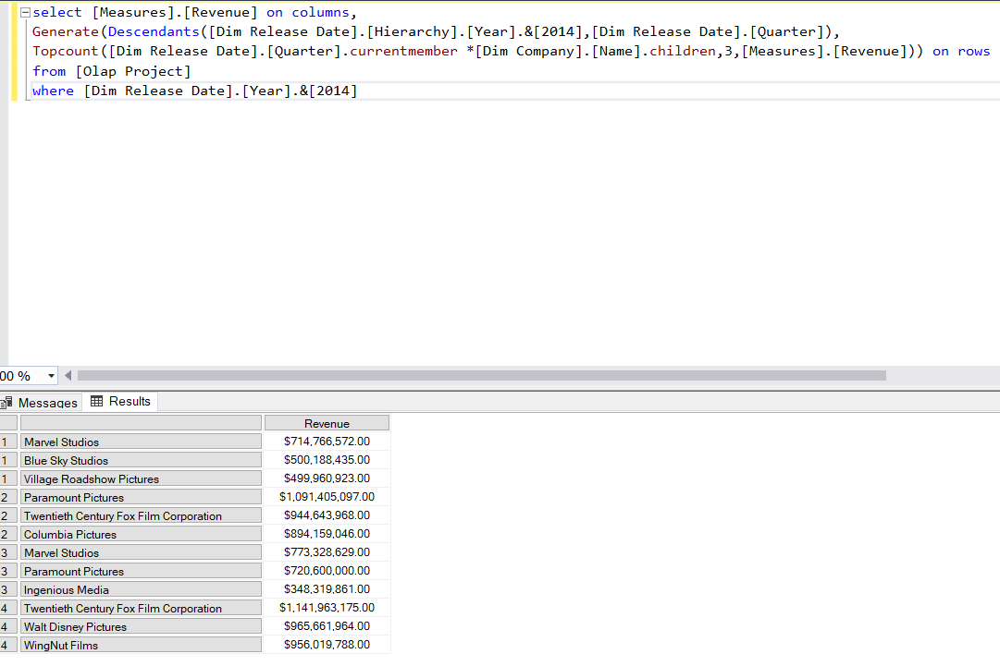 select [Measures].[Revenue] on columns,
Generate(Descendants([Dim Release Date].[Hierarchy].[Year].&[2014],[Dim Release Date].[Quarter]),
Topcount([Dim Release Date].[Quarter].currentmember *[Dim Company].[Name].children,3,[Measures].[Revenue])) on rows
from [Olap Project]
where [Dim Release Date].[Year].&[2014]
00 %
Messages Results
Revenue
1 Marvel Studios $714,766,572.00
1 Blue Sky Studios $500,188,435.00
1 Village Roadshow Pictures $499,960,923.00
2 Paramount Pictures $1,091,405,097.00
2 Twentieth Century Fox Film Corporation $944,643,968.00
2 Columbia Pictures $894,159,046.00
3 Marvel Studios $773,328,629.00
3 Paramount Pictures $720,600,000.00
3 Ingenious Media $348,319,861.00
4 Twentieth Century Fox Film Corporation $1,141,963,175.00
4 Walt Disney Pictures $965,661,964.00
4 WingNut Films $956,019,788.00